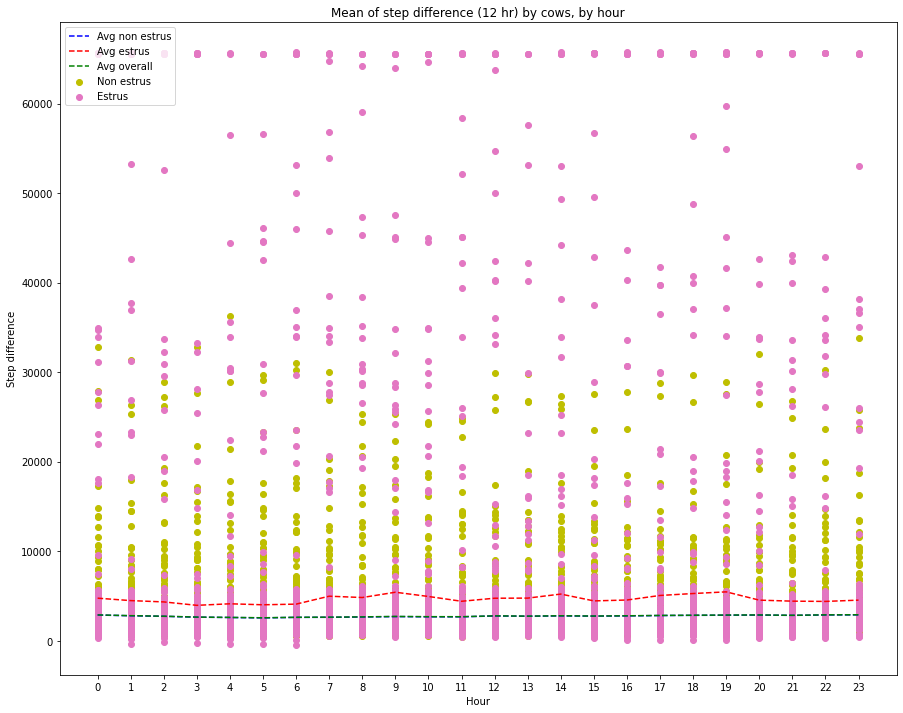 Mean of step difference (12 hr) by cows, by hour
Avg non estrus
Avg estrus
Avg overall
Non estrus
Estrus
60000
50000
40000
30000
20000
10000
0
Step difference
0 1 2 3 4 5 6 7 8 9 10 11 12 13 14 15 16 17 18 19 20 21 22 23
Hour